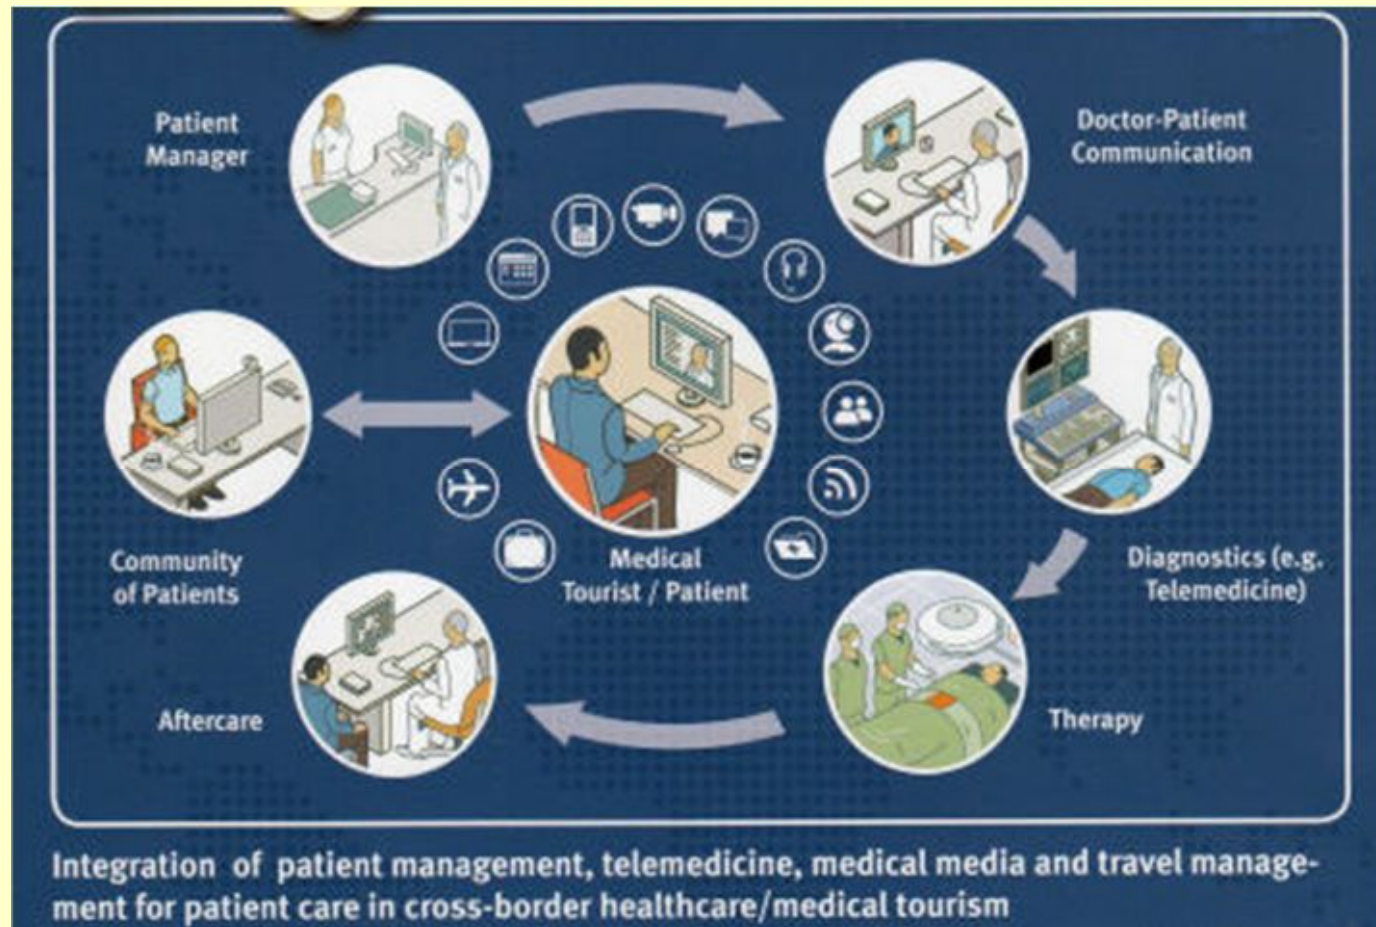 Patient
Manager
Doctor-Patient
Communication
Community
of Patients
Medical
Tourist / Patient
Diagnostics (e.g.
Telemedicine)
Aftercare
Therapy
Integration of patient management, telemedicine, medical media and travel manage-
ment for patient care in cross-border healthcare/medical tourism